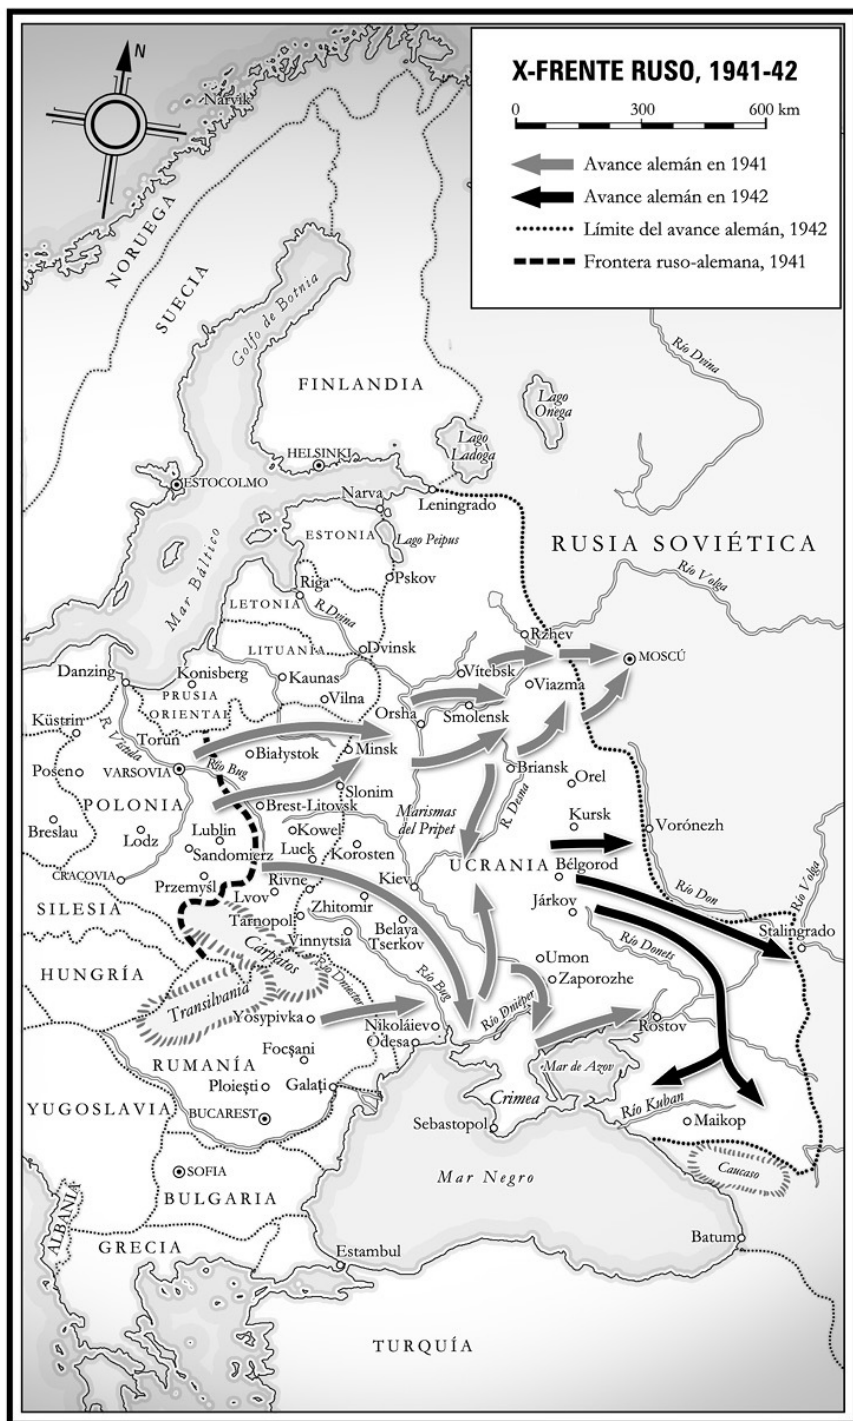 X-FRENTE RUSO, 1941-42
0 300 600 km
Avance alemán en 1941
Avance alemán en 1942
Límite del avance alemán, 1942
Frontera ruso-alemana, 1941
N
Narvik
NORUEGA
SUECIA
Golfo de Botnia
Río Dvina
FINLANDIA
Lago
Onega
Lago
Ladoga
HELSINKI
ESTOCOLMO
Narva
Leningrado
ESTONIA
Lago Peipus
RUSIA SOVIÉTICA
Mar Báltico
Riga
Pskov
Río Volga
LETONIA
R. Dvina
Rzhev
LITUANIA
Dvinsk
MOSCÚ
Danzing
Konisberg
Kaunas
Vítebsk
Viazma
PRUSIA
ORIENTAL
Vilna
Küstrin
Orsha
Smolensk
R. Vístula
Torún
Białystok
Minsk
Posen
VARSOVIA
Río Bug
Briansk
Orel
POLONIA
Brest-Litovsk
Slonim
R. Desna
Breslau
Lodz
Lublin
Kowel
Marismas
del Pripet
Kursk
Vorónezh
Sandomierz
Luck
Korosten
UCRANIA
Bélgorod
CRACOVIA
Przemyśl
Rivne
Kiev
Río Don
Río Volga
SILESIA
Lvov
Zhitomir
Járkov
Tarnopol
Belaya
Tserkov
Stalingrado
Vinnytsia
Río Donets
HUNGRÍA
Carpatos
Umon
Zaporozhe
Río Dniester
Río Bug
Transilvania
Yosypivka
Río Dniéper
Rostov
Nikoláiev
Odesa
RUMANÍA
Focşani
Mar de Azov
Ploieşti
Galaţi
Crimea
YUGOSLAVIA
BUCAREST
Río Kuban
Maikop
Sebastopol
SOFIA
Mar Negro
Caucaso
BULGARIA
ALBANIA
GRECIA
Estambul
Batum
TURQUÍA